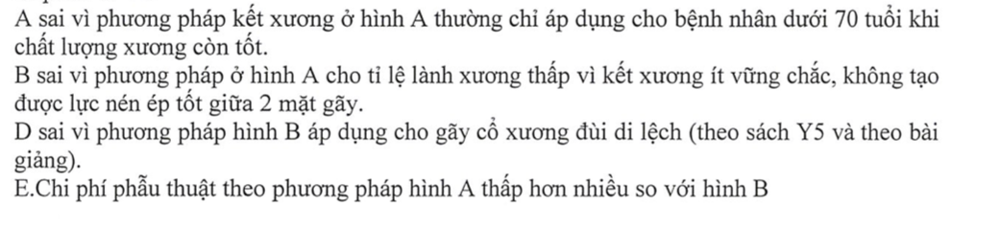 A sai vì phương pháp kết xương ở hình A thường chỉ áp dụng cho bệnh nhân dưới 70 tuổi khi
chất lượng xương còn tốt.
B sai vì phương pháp ở hình A cho tỉ lệ lành xương thấp vì kết xương ít vững chắc, không tạo
được lực nén ép tốt giữa 2 mặt gãy.
D sai vì phương pháp hình B áp dụng cho gãy cổ xương đùi di lệch (theo sách Y5 và theo bài
giảng).
E.Chi phí phẫu thuật theo phương pháp hình A thấp hơn nhiều so với hình B